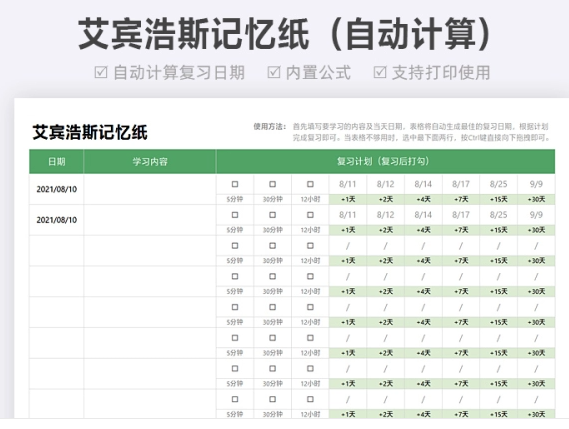 艾宾浩斯记忆纸（自动计算）
☑ 自动计算复习日期 ☑ 内置公式 ☑ 支持打印使用
艾宾浩斯记忆纸
使用方法： 首先填写要学习的内容及当天日期，表格将自动生成最佳的复习日期，根据计划
完成复习即可。当表格不够用时，选中最下面两行，按Ctrl键直接向下拖拽即可。
日期 学习内容 复习计划（复习后打勾）
2021/08/10 ☐ ☐ ☐ 8/11 8/12 8/14 8/17 8/25 9/9
5分钟 30分钟 12小时 +1天 +2天 +4天 +7天 +15天 +30天
2021/08/10 ☐ ☐ ☐ 8/11 8/12 8/14 8/17 8/25 9/9
5分钟 30分钟 12小时 +1天 +2天 +4天 +7天 +15天 +30天
☐ ☐ ☐ / / / / / /
5分钟 30分钟 12小时 +1天 +2天 +4天 +7天 +15天 +30天
☐ ☐ ☐ / / / / / /
5分钟 30分钟 12小时 +1天 +2天 +4天 +7天 +15天 +30天
☐ ☐ ☐ / / / / / /
5分钟 30分钟 12小时 +1天 +2天 +4天 +7天 +15天 +30天
☐ ☐ ☐ / / / / / /
5分钟 30分钟 12小时 +1天 +2天 +4天 +7天 +15天 +30天
☐ ☐ ☐ / / / / / /
5分钟 30分钟 12小时 +1天 +2天 +4天 +7天 +15天 +30天
☐ ☐ ☐ / / / / / /
5分钟 30分钟 12小时 +1天 +2天 +4天 +7天 +15天 +30天